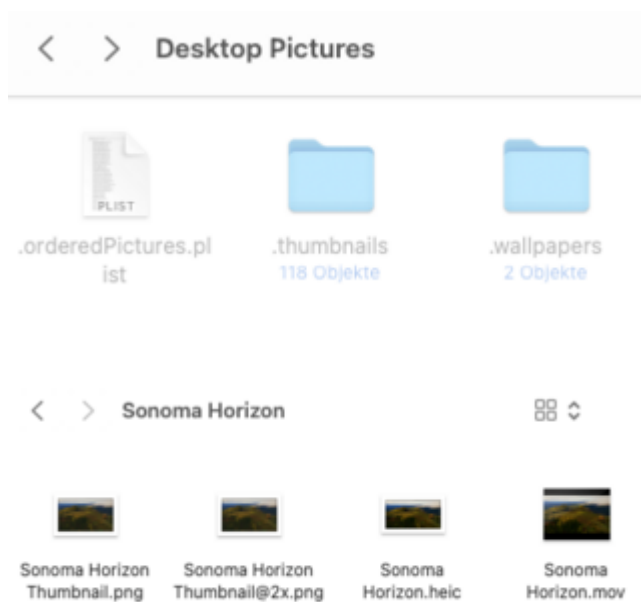 Desktop Pictures
PLIST
.orderedPictures.pl
ist
.thumbnails
118 Objekte
.wallpapers
2 Objekte
Sonoma Horizon
Sonoma Horizon
Thumbnail.png
Sonoma Horizon
Thumbnail@2x.png
Sonoma
Horizon.heic
Sonoma
Horizon.mov